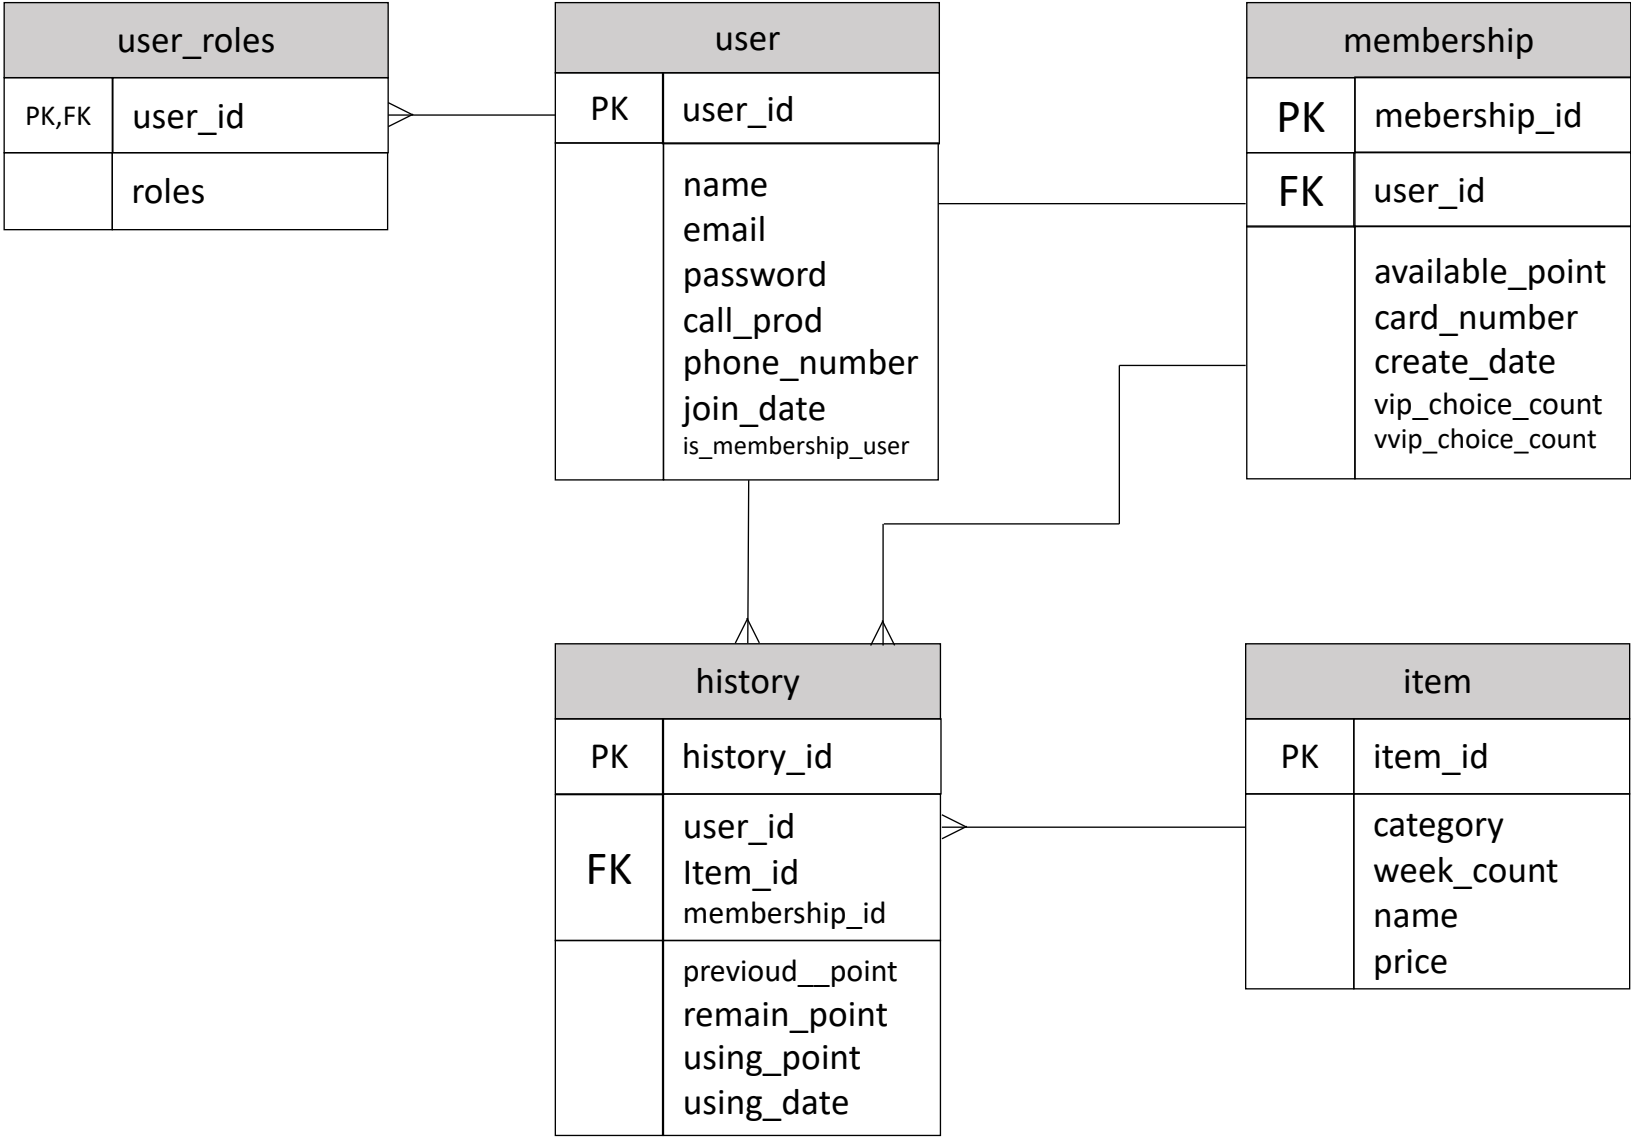 user_roles
PK,FK user_id
roles
user
PK user_id
name
email
password
call_prod
phone_number
join_date
is_membership_user
membership
PK mebership_id
FK user_id
available_point
card_number
create_date
vip_choice_count
vvip_choice_count
history
PK history_id
user_id
FK Item_id
membership_id
previoud__point
remain_point
using_point
using_date
item
PK item_id
category
week_count
name
price